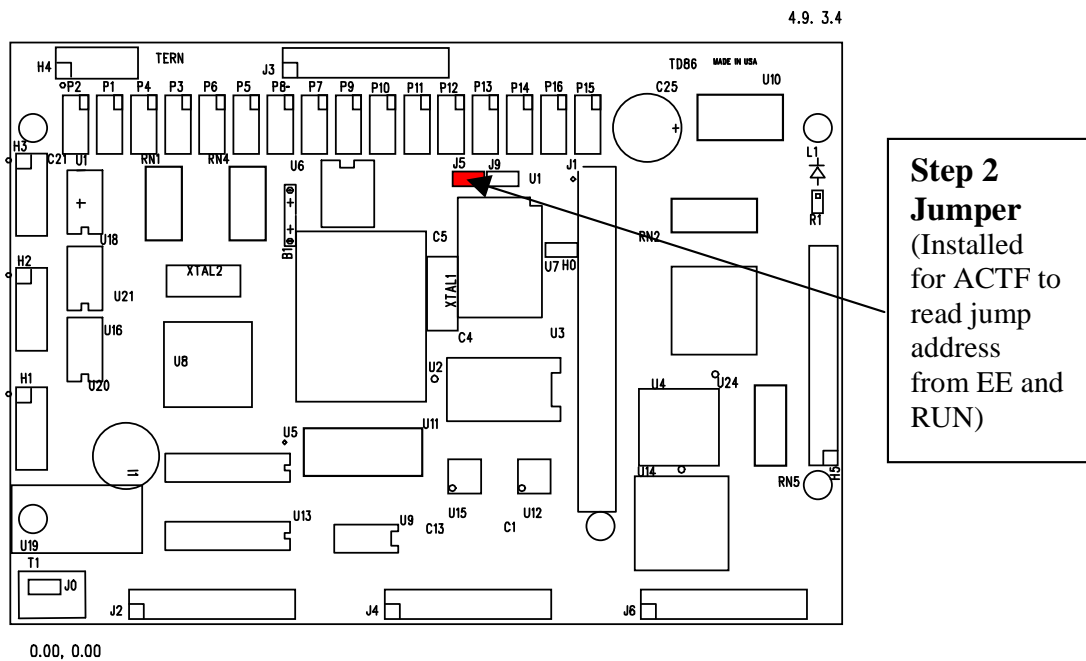 4.9. 3.4
H4 TERN J3 TD86 MADE IN USA U10
P2 P1 P4 P3 P6 P5 P8- P7 P9 P10 P11 P12 P13 P14 P16 P15 C25
H3 C21 U1 RN1 RN4 U6 J5 J9 U1 J1 L1
R1
U18 B1 C5 RN2
H2 XTAL2 XTAL1 U7 H0
U21
U16 C4 U3
U8 U2
H1 U20 U4 U24
U5 U11
U14 RN5 H5
U15 C13 C1 U12
U13 U9
U19
T1
J0
J2 J4 J6
0.00, 0.00
Step 2
Jumper
(Installed
for ACTF to
read jump
address
from EE and
RUN)